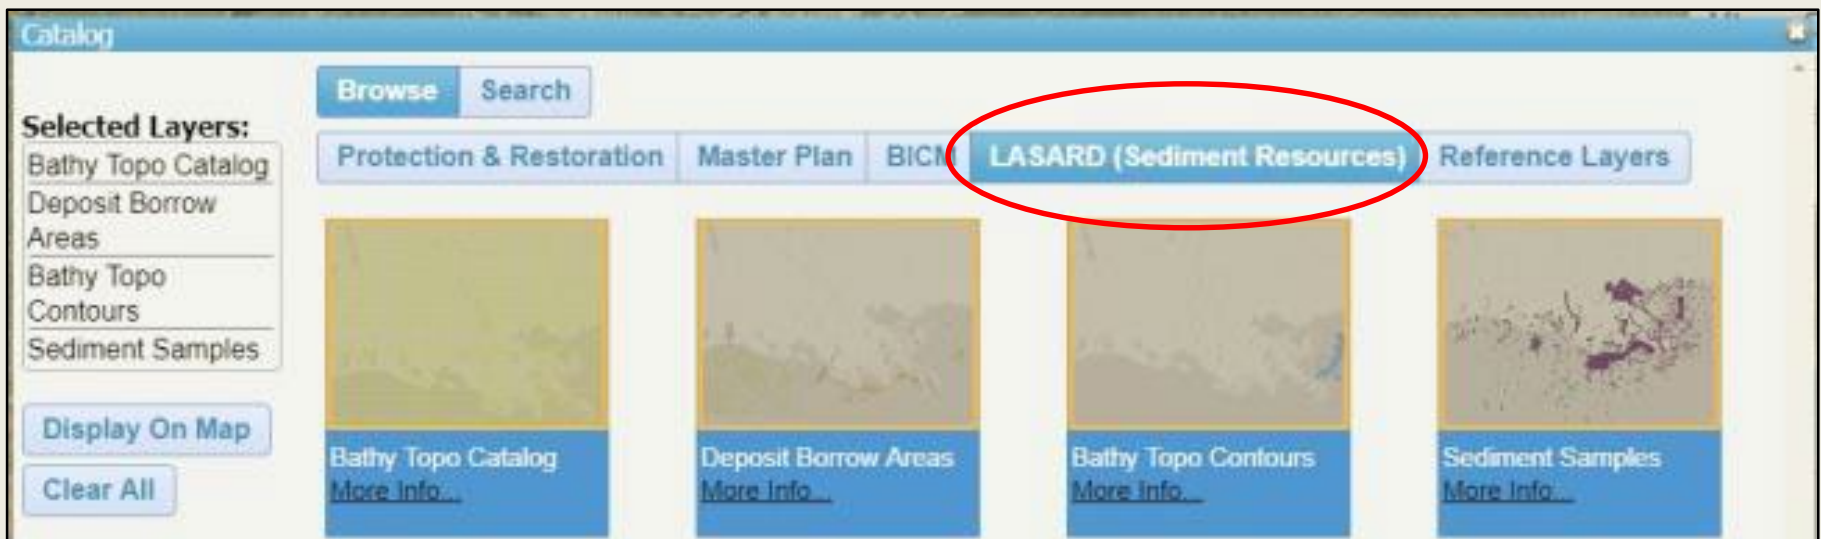 Catalog
Browse Search
Selected Layers:
Bathy Topo Catalog
Deposit Borrow
Areas
Bathy Topo
Contours
Sediment Samples
Display On Map
Clear All
Protection & Restoration Master Plan BICM LASARD (Sediment Resources) Reference Layers
Bathy Topo Catalog
More Info...
Deposit Borrow Areas
More Info...
Bathy Topo Contours
More Info...
Sediment Samples
More Info...